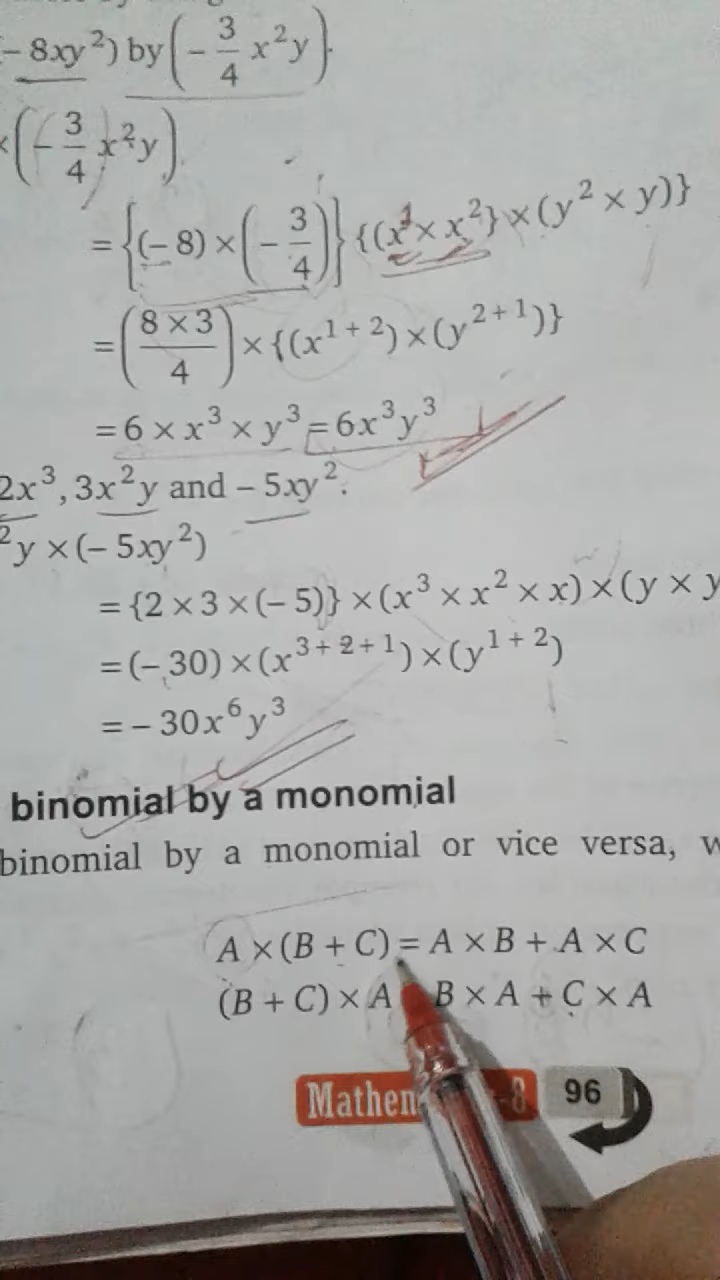 – 8xy²) by (– 3/4 x²y).
×(– 3/4 x²y)
= {(– 8) × (– 3/4)} {(x¹ × x²} × (y² × y)}
= (8 × 3 / 4) × {(x¹⁺²) × (y²⁺¹)}
= 6 × x³ × y³ = 6x³y³
2x³, 3x²y and – 5xy².
²y × (– 5xy²)
= {2 × 3 × (– 5)} × (x³ × x² × x) × (y × y
= (– 30) × (x³⁺²⁺¹) × (y¹⁺²)
= – 30x⁶y³
binomial by a monomial
binomial by a monomial or vice versa, w
A × (B + C) = A × B + A × C
(B + C) × A B × A + C × A
Mathem -8 96